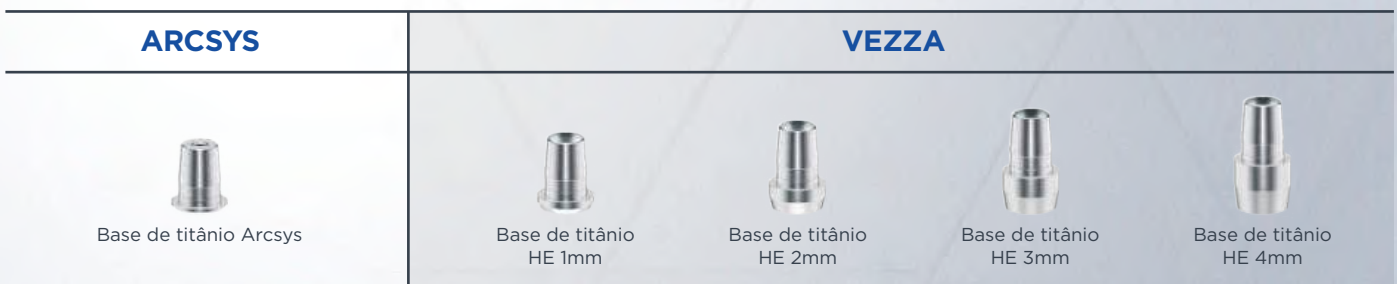 ARCSYS
VEZZA
Base de titânio Arcsys
Base de titânio
HE 1mm
Base de titânio
HE 2mm
Base de titânio
HE 3mm
Base de titânio
HE 4mm